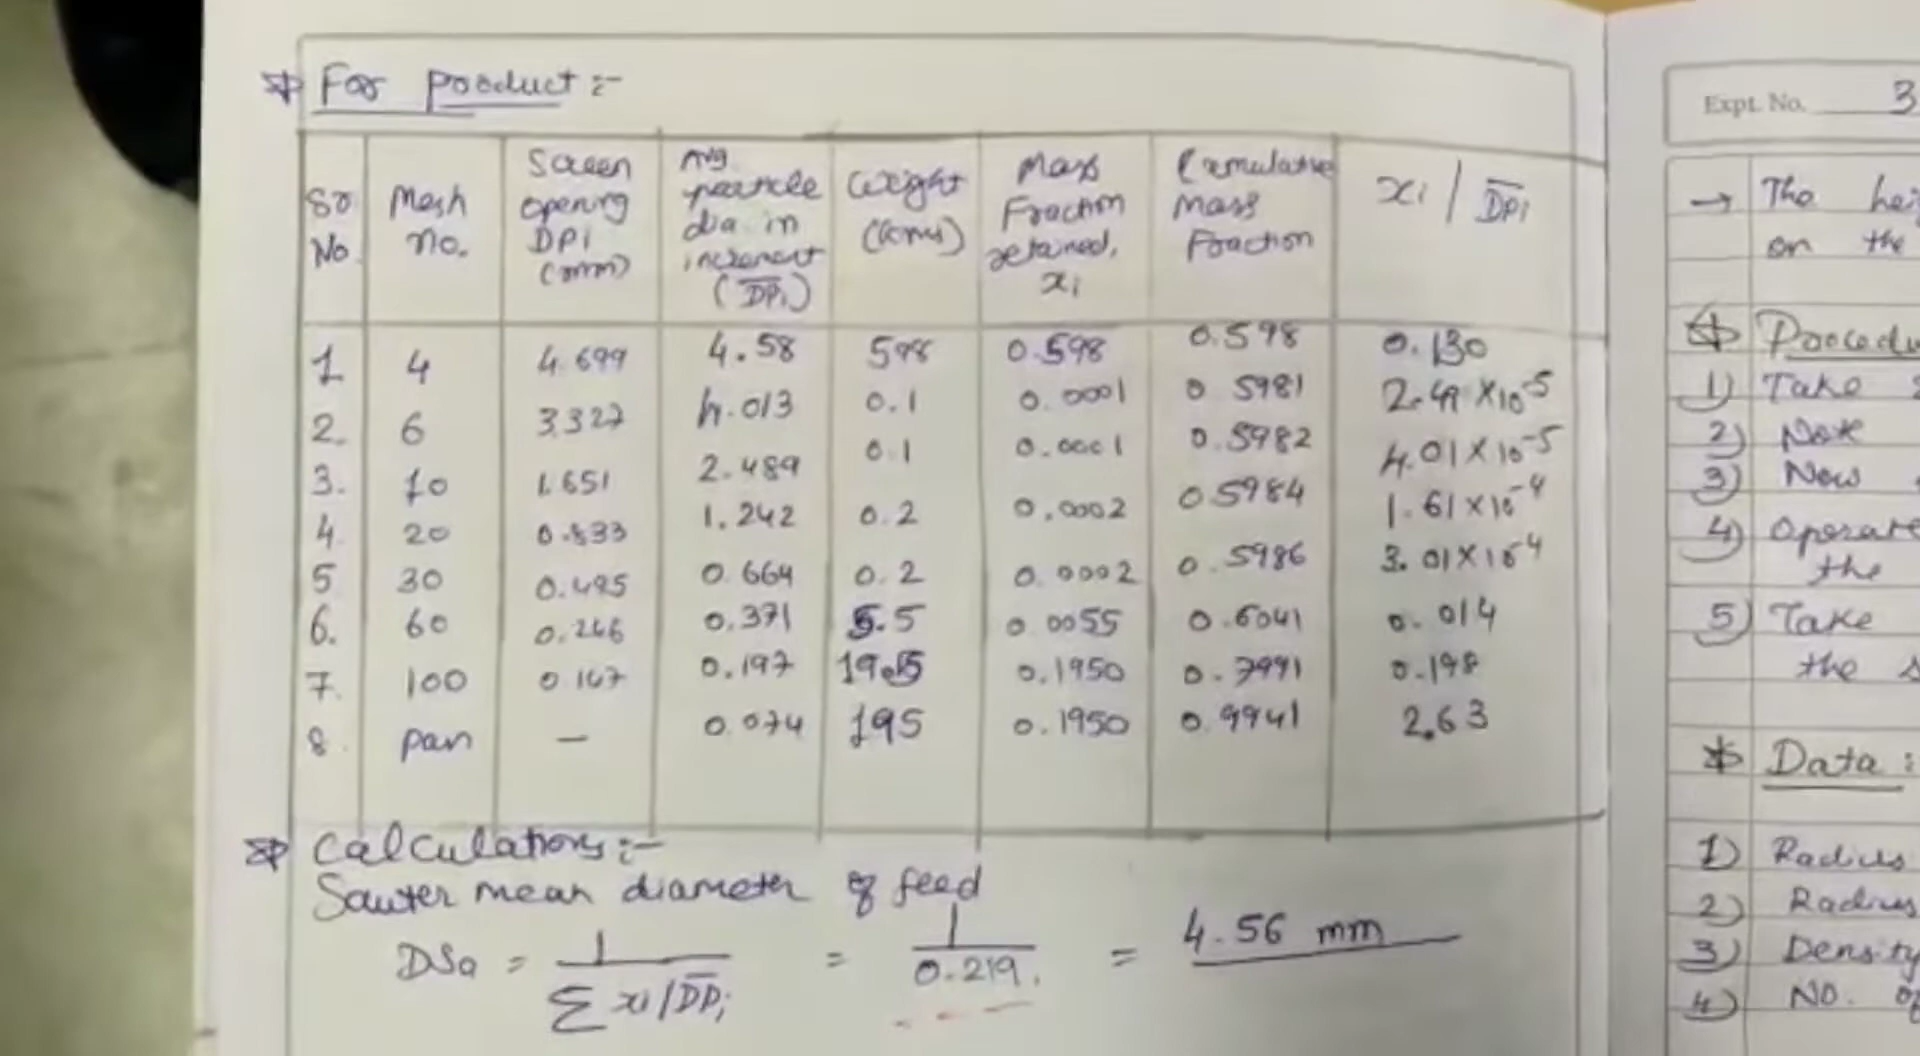 * For Product :-
Sr No. | Mesh no. | Screen opening DPi (mm) | Avg. particle dia in increment (D̅P̅i) | Weight (Gms) | Mass Fraction retained, xi | Cumulative Mass Fraction | xi / D̅P̅i
1 | 4 | 4.699 | 4.58 | 598 | 0.598 | 0.598 | 0.130
2. | 6 | 3.327 | 4.013 | 0.1 | 0.0001 | 0.5981 | 2.49 X 10-5
3. | 10 | 1.651 | 2.489 | 0.1 | 0.0001 | 0.5982 | 4.01 X 10-5
4. | 20 | 0.833 | 1.242 | 0.2 | 0.0002 | 0.5984 | 1.61 X 10-4
5 | 30 | 0.495 | 0.664 | 0.2 | 0.0002 | 0.5986 | 3.01 X 10-4
6. | 60 | 0.246 | 0.371 | 5.5 | 0.0055 | 0.6041 | 0.014
7. | 100 | 0.147 | 0.197 | 19.5 | 0.1950 | 0.7991 | 0.198
8. | pan | — | 0.074 | 195 | 0.1950 | 0.9941 | 2.63
* Calculations :-
Sauter mean diameter of feed
DSa = 1 / Σ xi/D̅P̅i = 1 / 0.219. = 4.56 mm
Expt. No. 3
→ The
on the
* Procedu
1) Take
2) Note
3) Now
4) Operate
the
5) Take
the
* Data :
1) Radius
2) Radius
3) Density
4) No. of